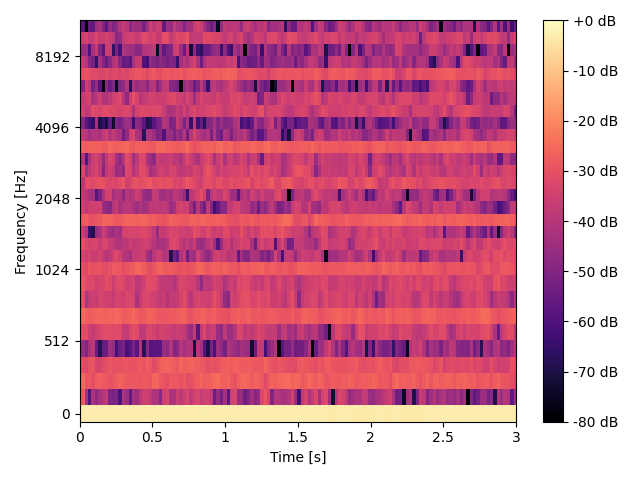 8192
4096
2048
1024
512
0
Frequency [Hz]
0
0.5
1
1.5
2
2.5
3
Time [s]
+0 dB
-10 dB
-20 dB
-30 dB
-40 dB
-50 dB
-60 dB
-70 dB
-80 dB